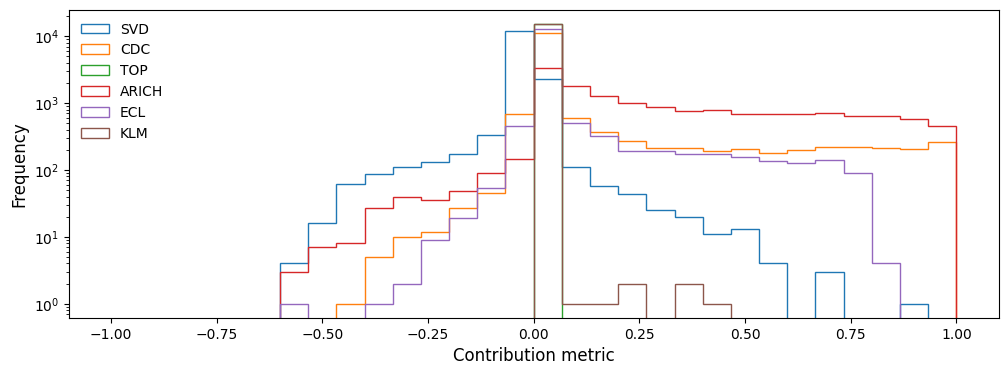 SVD
CDC
TOP
ARICH
ECL
KLM
Frequency
10⁴
10³
10²
10¹
10⁰
−1.00 −0.75 −0.50 −0.25 0.00 0.25 0.50 0.75 1.00
Contribution metric